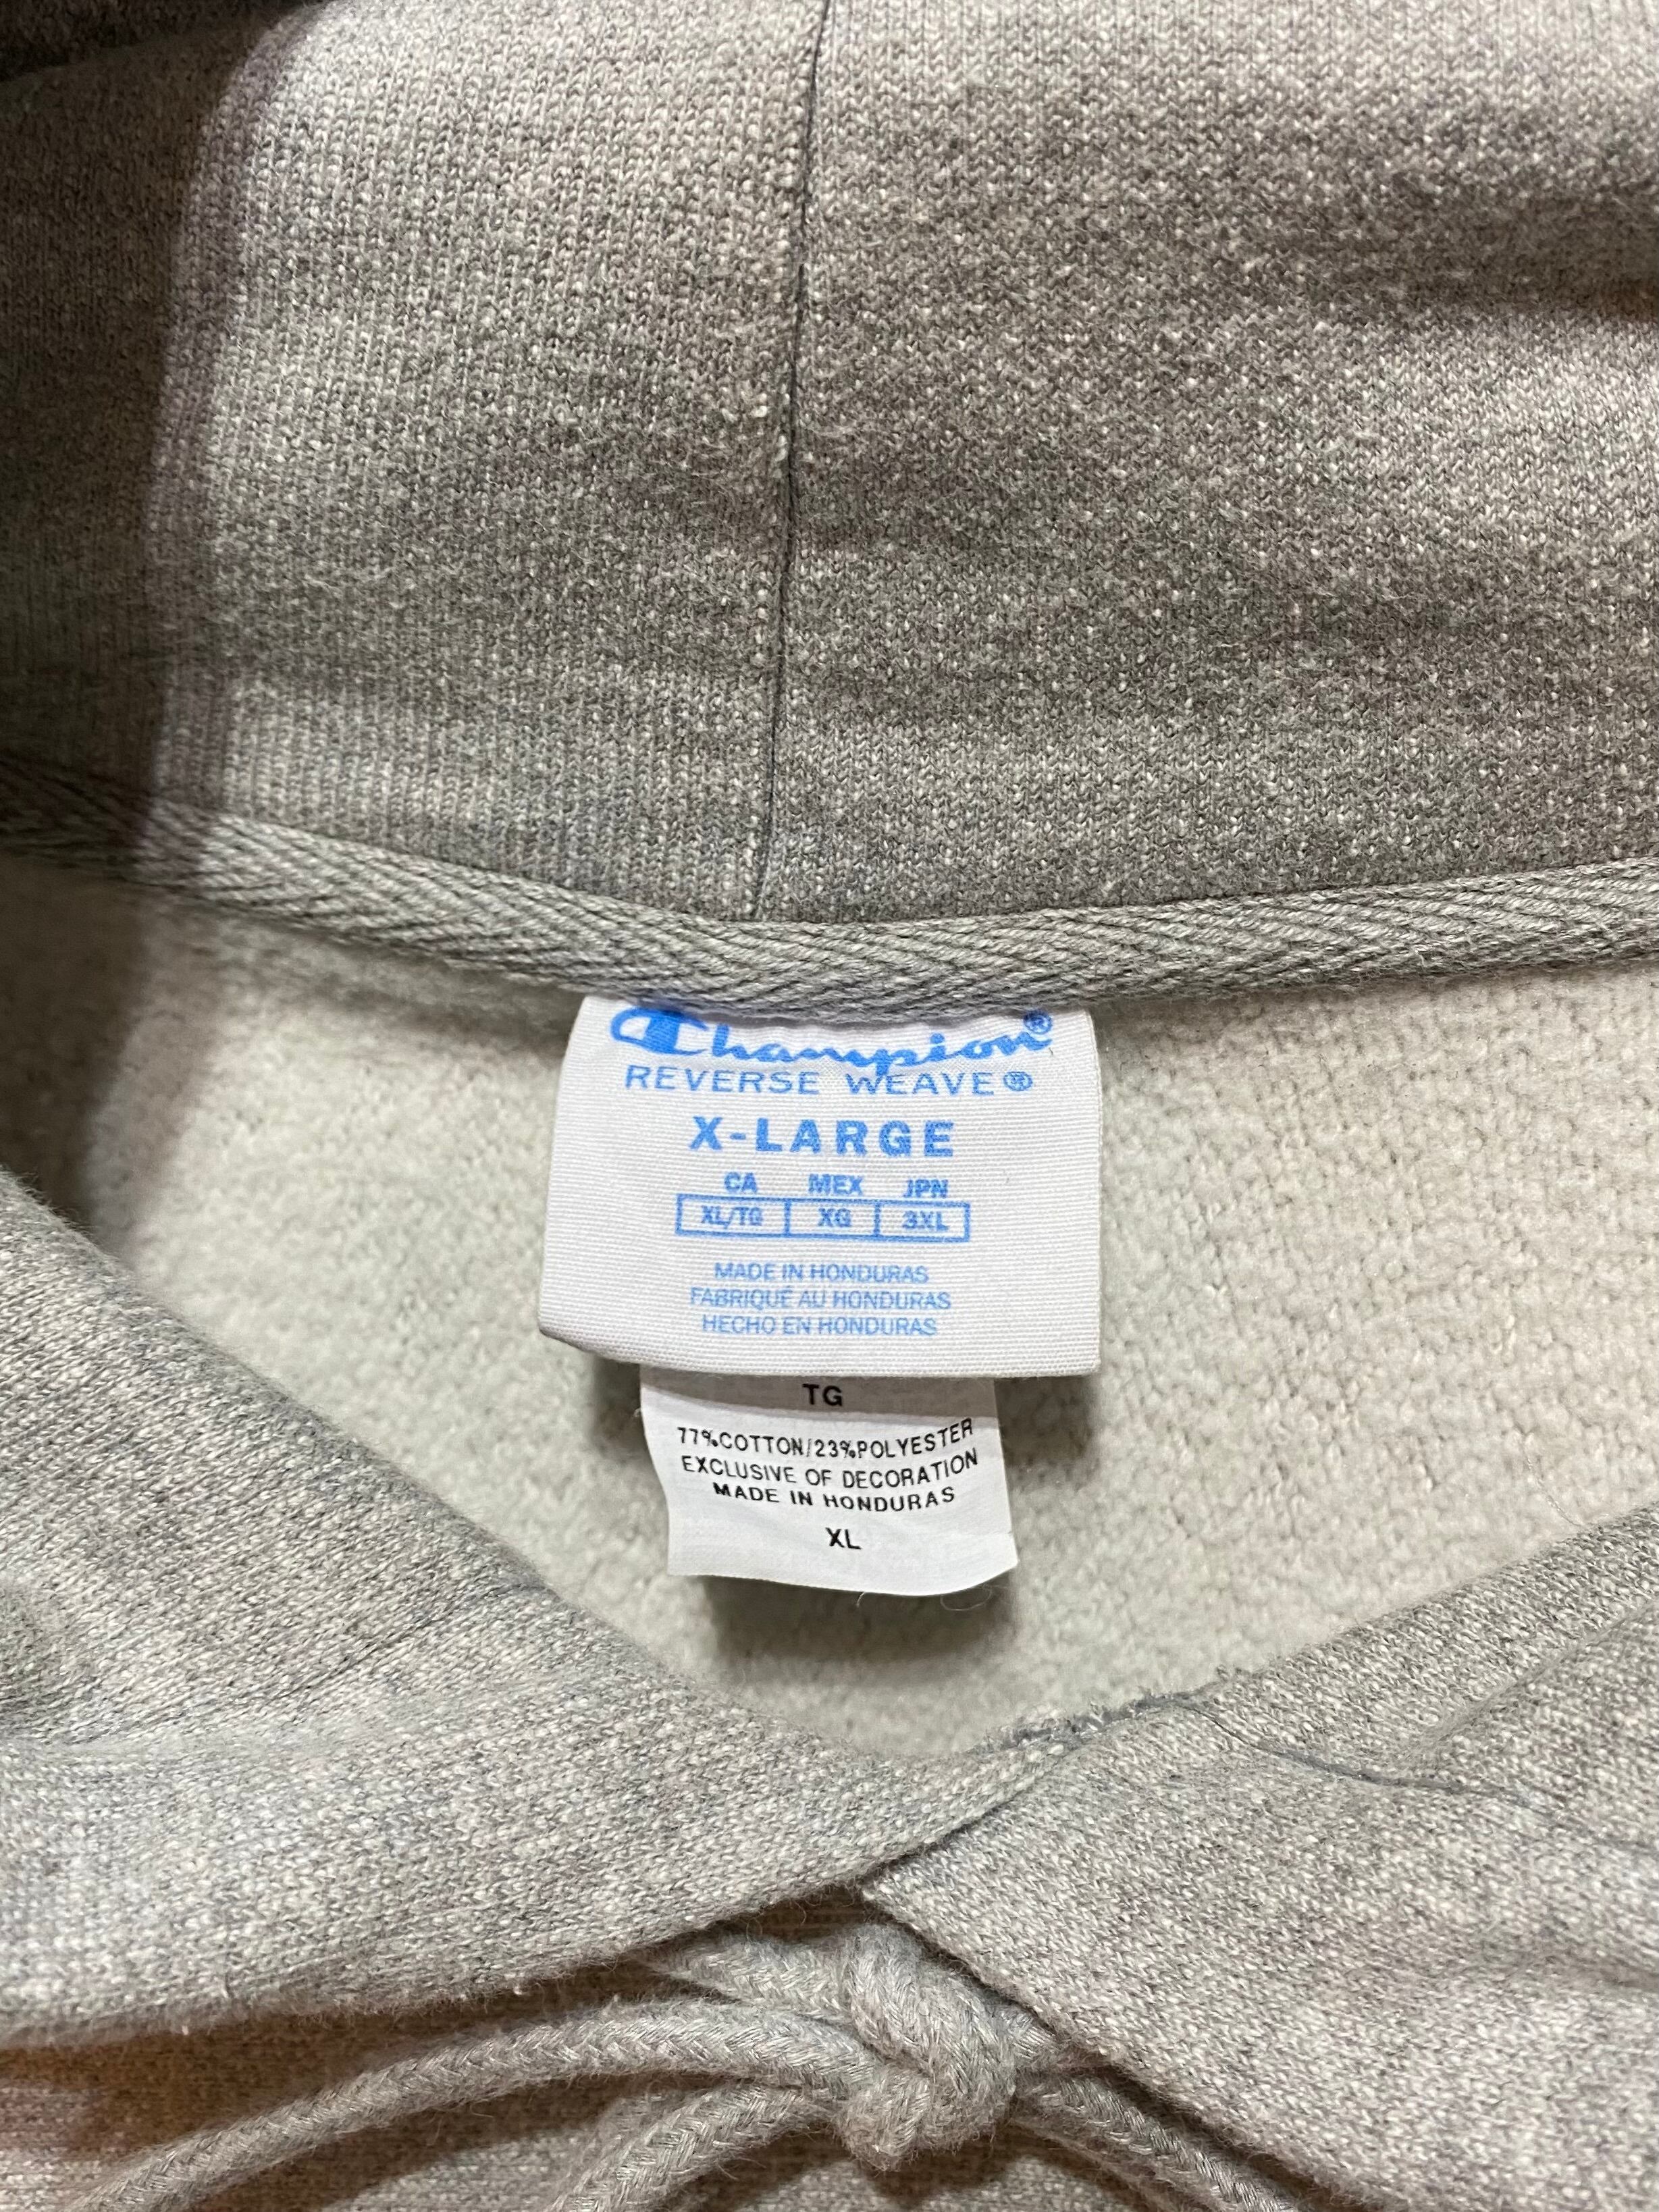 Champion®
REVERSE WEAVE®
X-LARGE
CA MEX JPN
XL/TG XG 3XL
MADE IN HONDURAS
FABRIQUÉ AU HONDURAS
HECHO EN HONDURAS
TG
77%COTTON/23%POLYESTER
EXCLUSIVE OF DECORATION
MADE IN HONDURAS
XL